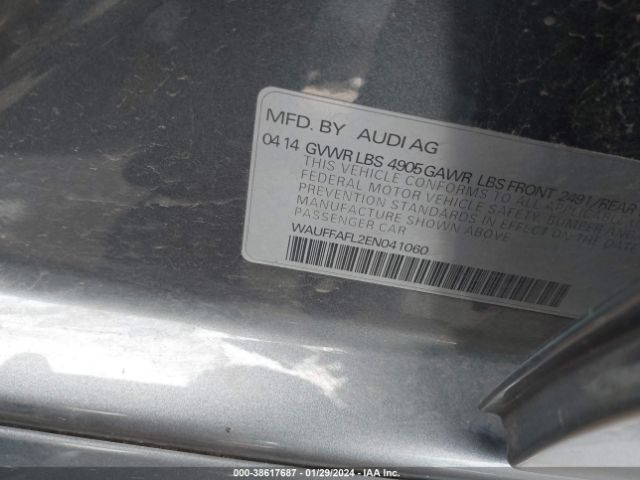 MFD. BY AUDI AG
04 14 GVWR LBS 4905 GAWR LBS FRONT 2491/REAR
THIS VEHICLE CONFORMS TO ALL APPLICABLE
FEDERAL MOTOR VEHICLE SAFETY, BUMPER AND
PREVENTION STANDARDS IN EFFECT ON THE DATE
MANUFACTURE SHOWN ABOVE.
PASSENGER CAR
WAUFFAFL2EN041060
000-38617687 - 01/29/2024 - IAA Inc.